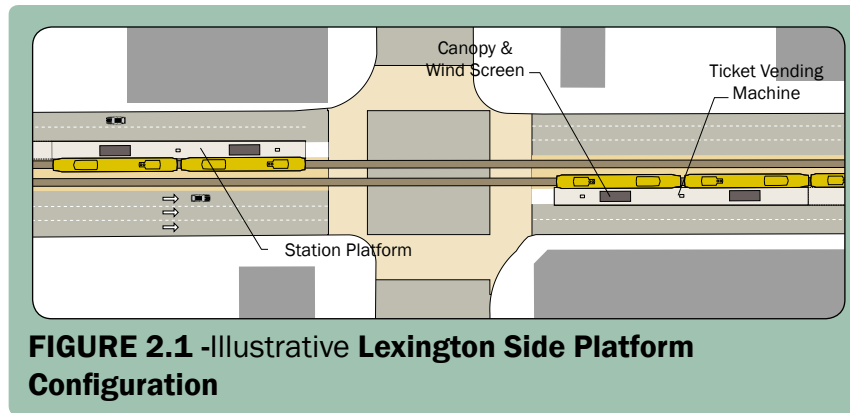 Canopy &
Wind Screen
Ticket Vending
Machine
Station Platform
FIGURE 2.1 -Illustrative Lexington Side Platform
Configuration